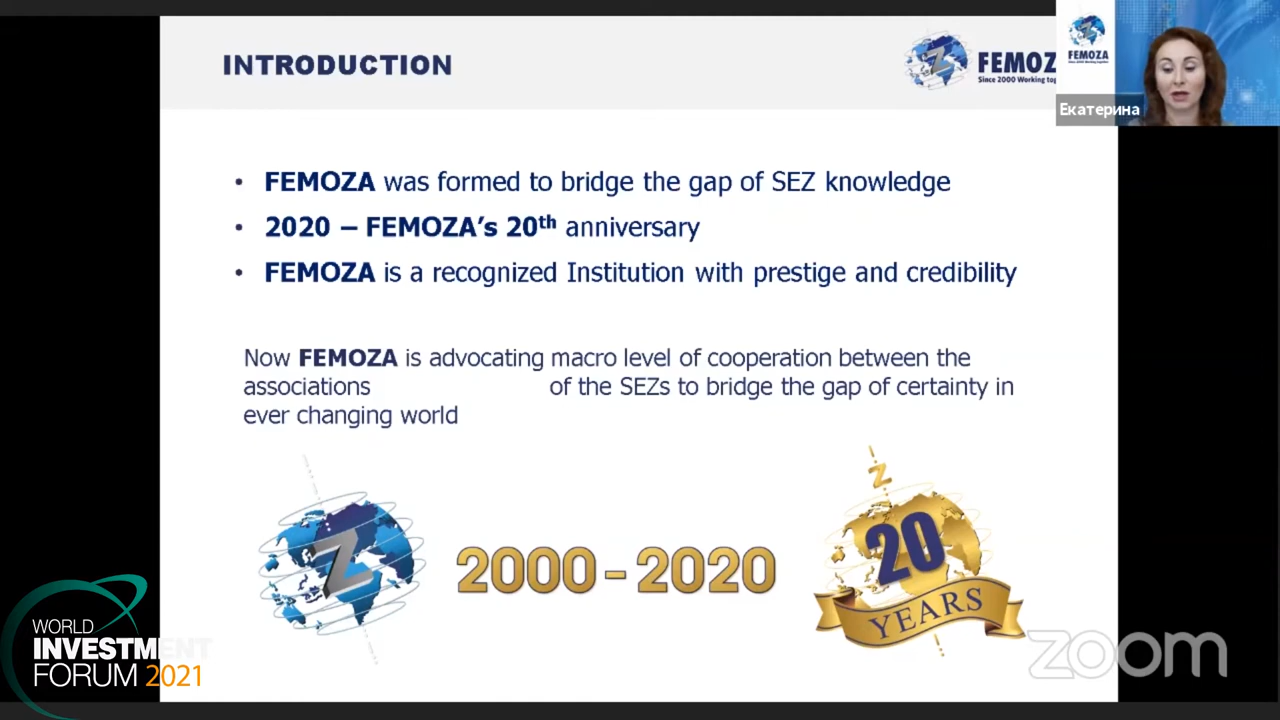 INTRODUCTION
FEMOZ
Since 2000 Working
FEMOZA
Екатерина
• FEMOZA was formed to bridge the gap of SEZ knowledge
• 2020 – FEMOZA's 20th anniversary
• FEMOZA is a recognized Institution with prestige and credibility
Now FEMOZA is advocating macro level of cooperation between the
associations of the SEZs to bridge the gap of certainty in
ever changing world
Z
2000-2020
Z
20
YEARS
WORLD
INVESTMENT
FORUM 2021
zoom